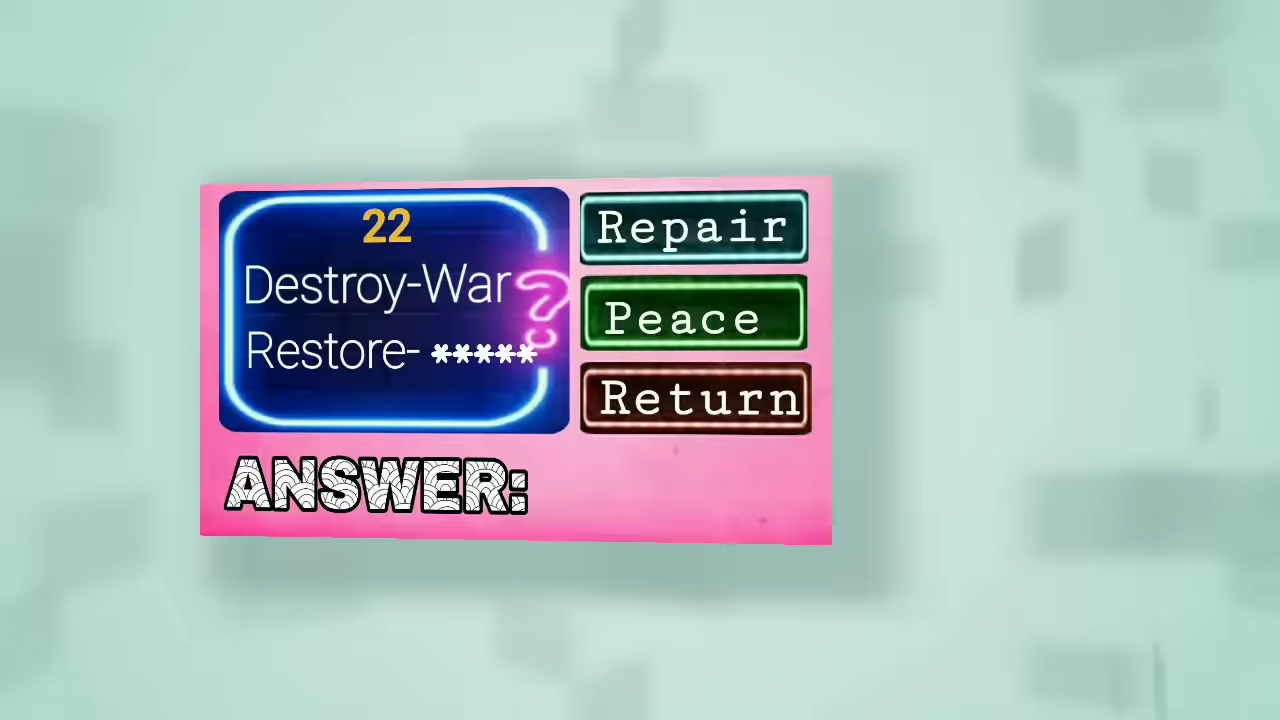 22
Destroy-War
Restore- *****
?
Repair
Peace
Return
ANSWER: